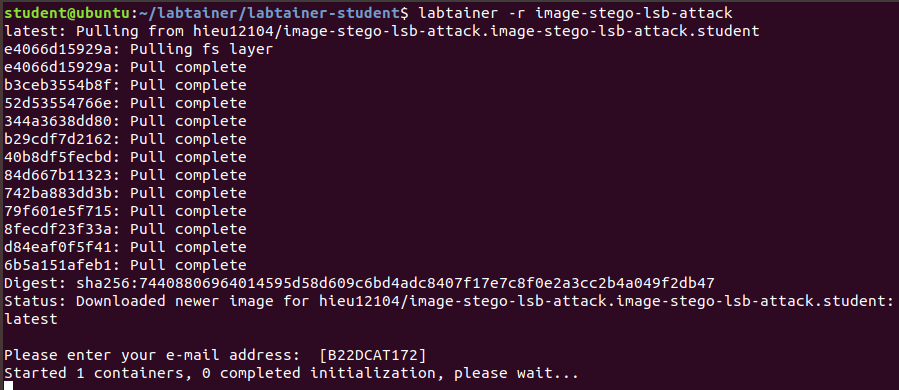 student@ubuntu:~/labtainer/labtainer-student$ labtainer -r image-stego-lsb-attack
latest: Pulling from hieu12104/image-stego-lsb-attack.image-stego-lsb-attack.student
e4066d15929a: Pulling fs layer
e4066d15929a: Pull complete
b3ceb3554b8f: Pull complete
52d53554766e: Pull complete
344a3638dd80: Pull complete
b29cdf7d2162: Pull complete
40b8df5fecbd: Pull complete
84d667b11323: Pull complete
742ba883dd3b: Pull complete
79f601e5f715: Pull complete
8fecdf23f33a: Pull complete
d84eaf0f5f41: Pull complete
6b5a151afeb1: Pull complete
Digest: sha256:74408806964014595d58d609c6bd4adc8407f17e7c8f0e2a3cc2b4a049f2db47
Status: Downloaded newer image for hieu12104/image-stego-lsb-attack.image-stego-lsb-attack.student:
latest
Please enter your e-mail address:  [B22DCAT172]
Started 1 containers, 0 completed initialization, please wait...